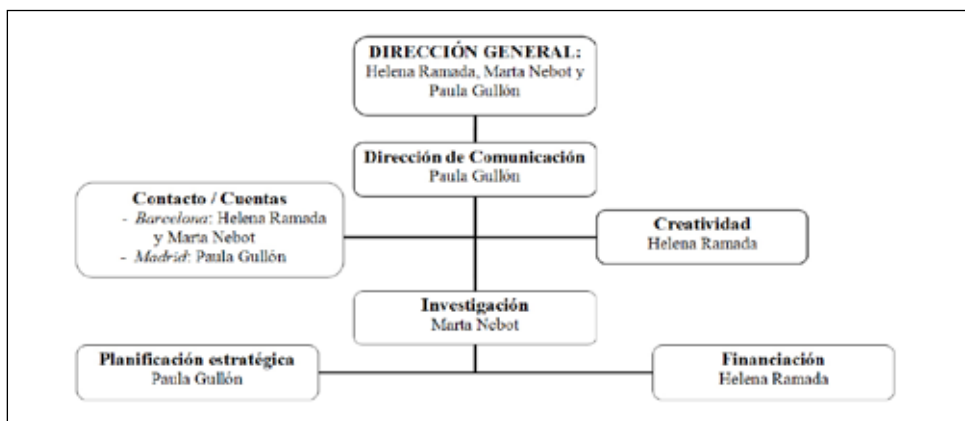 DIRECCIÓN GENERAL:
Helena Ramada, Marta Nebot y
Paula Gullón
Dirección de Comunicación
Paula Gullón
Contacto / Cuentas
- Barcelona: Helena Ramada
y Marta Nebot
- Madrid: Paula Gullón
Creatividad
Helena Ramada
Investigación
Marta Nebot
Planificación estratégica
Paula Gullón
Financiación
Helena Ramada